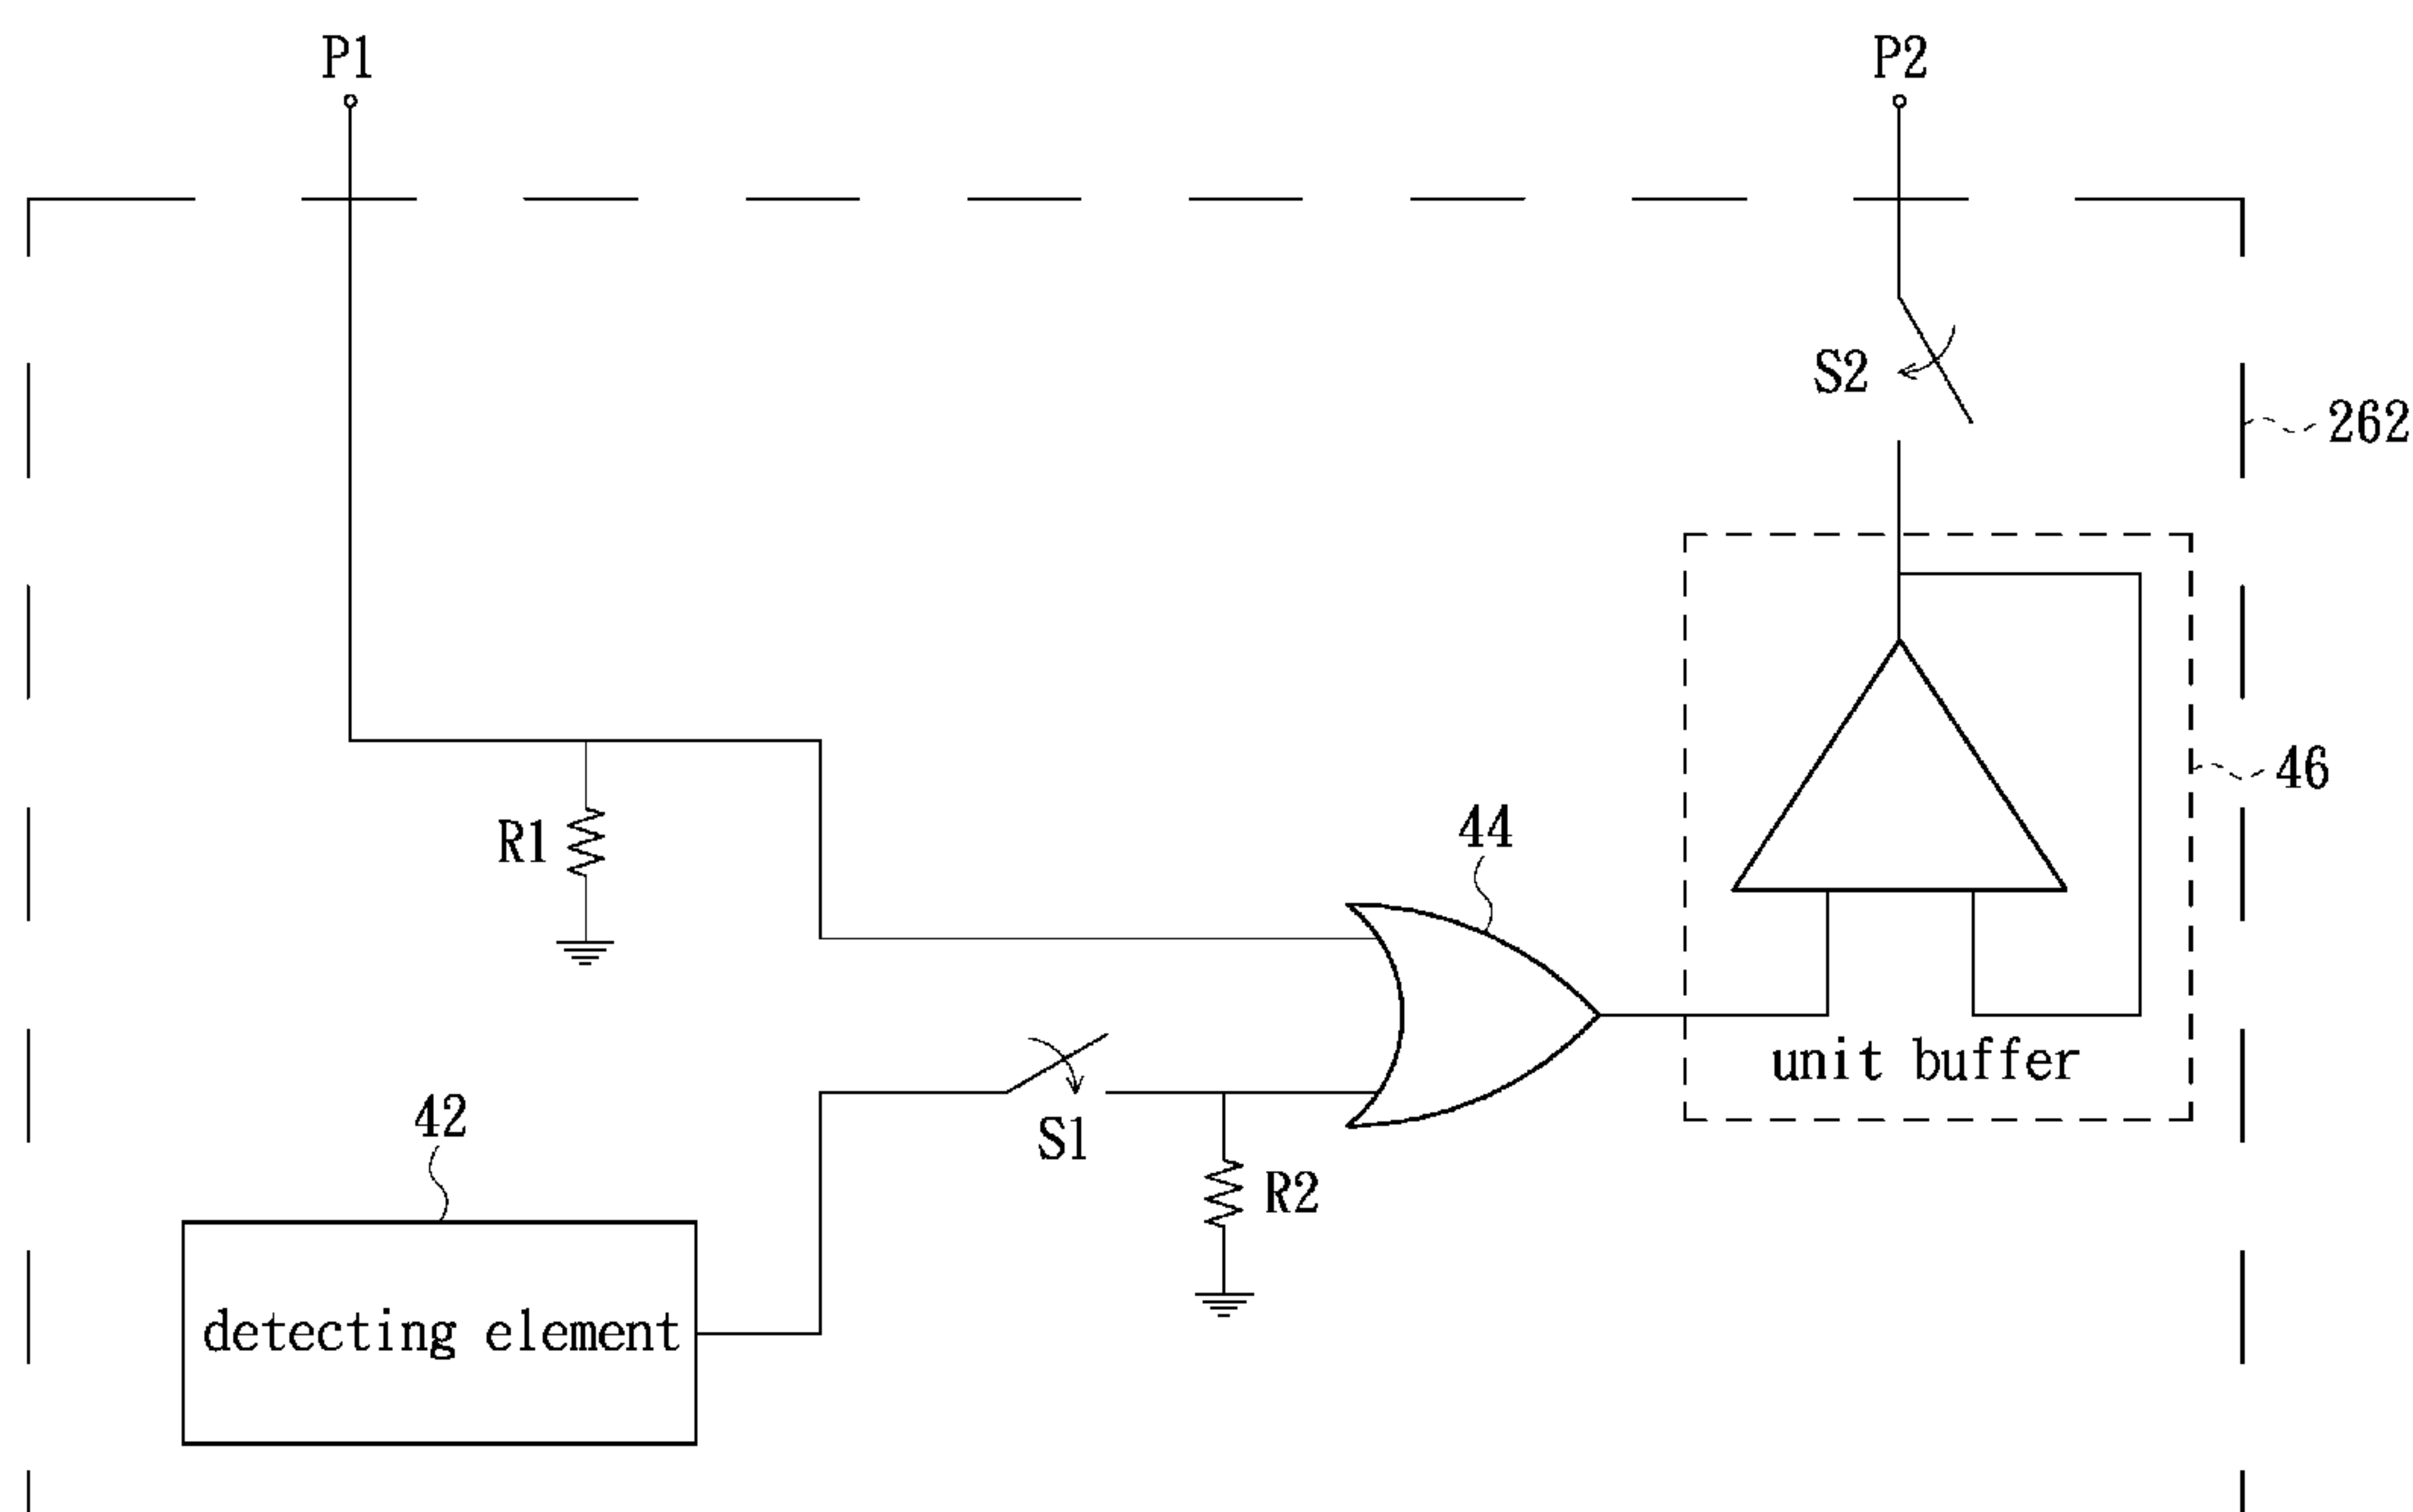 P1
P2
S2
262
46
R1
44
unit buffer
S1
42
R2
detecting element